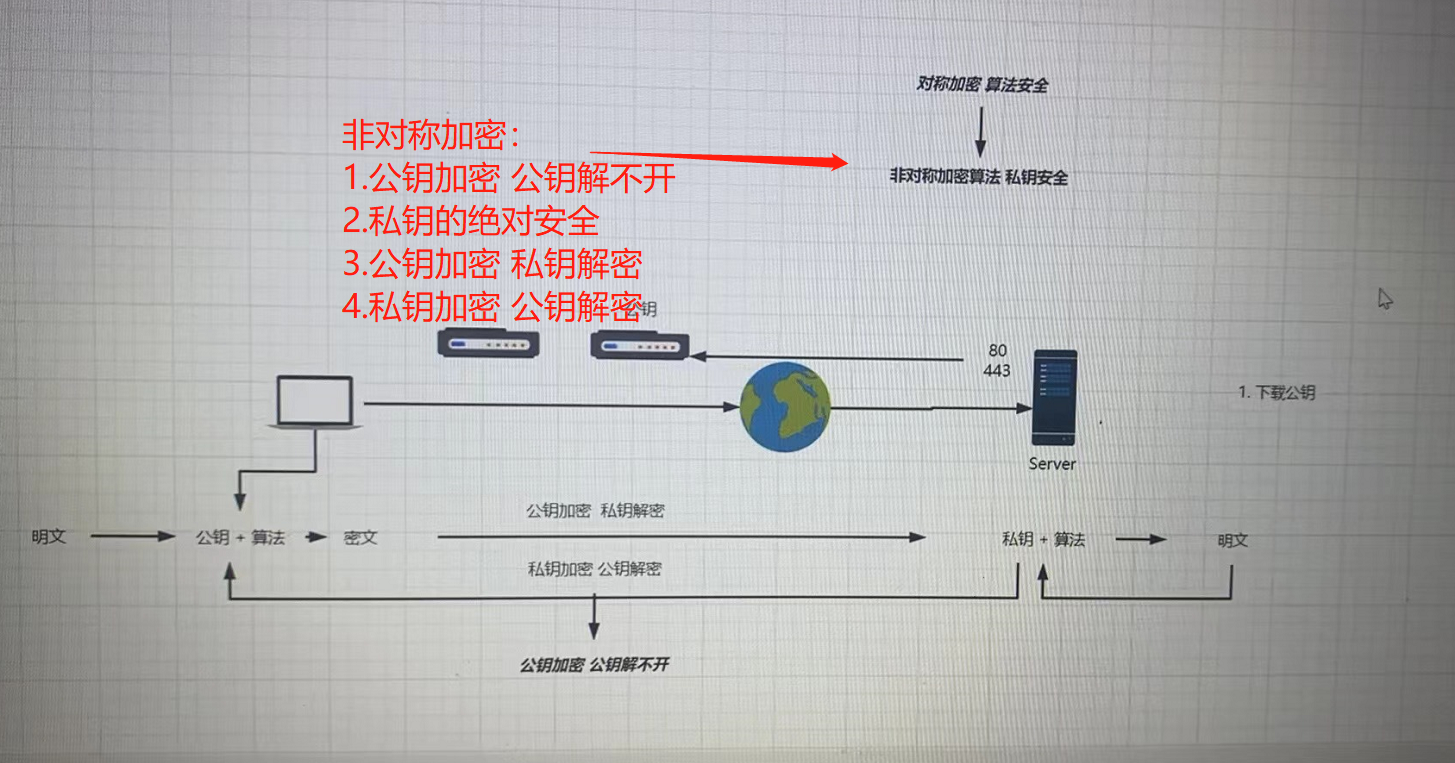 对称加密 算法安全
非对称加密:
1.公钥加密 公钥解不开
非对称加密算法 私钥安全
2.私钥的绝对安全
3.公钥加密 私钥解密
4.私钥加密 公钥解密
公钥
80
443
1. 下载公钥
Server
公钥加密 私钥解密
明文
公钥 + 算法
密文
私钥 + 算法
明文
私钥加密 公钥解密
公钥加密 公钥解不开